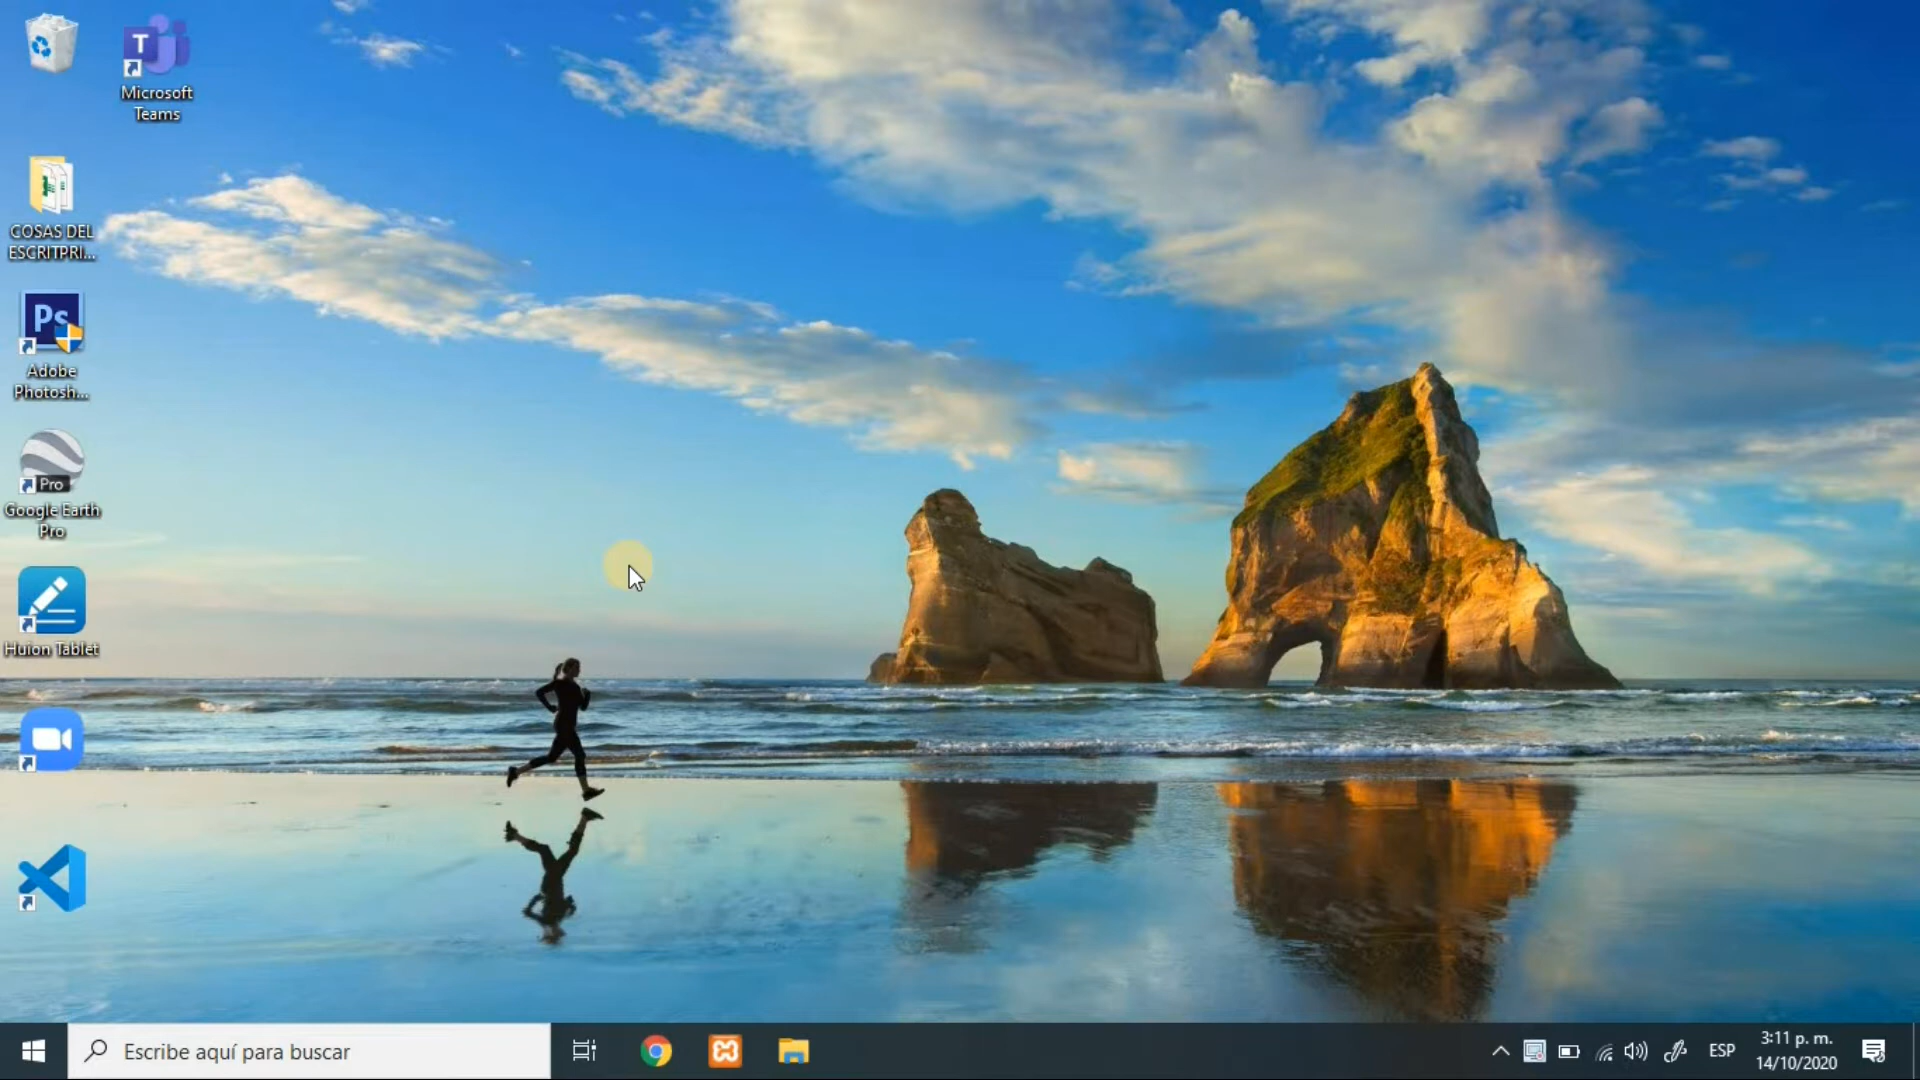 T
Microsoft
Teams
COSAS DEL
ESCRITPRI...
Ps
Adobe
Photosh...
Pro
Google Earth
Pro
Huion Tablet
Escribe aquí para buscar
ESP
3:11 p. m.
14/10/2020